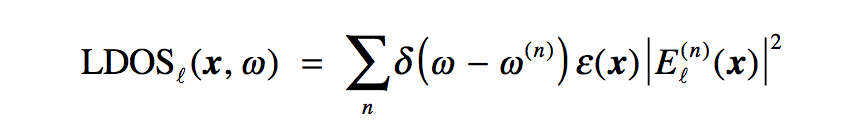 LDOS_ℓ(x, ω) = ∑_n δ(ω − ω^(n)) ε(x)|E_ℓ^(n)(x)|^2